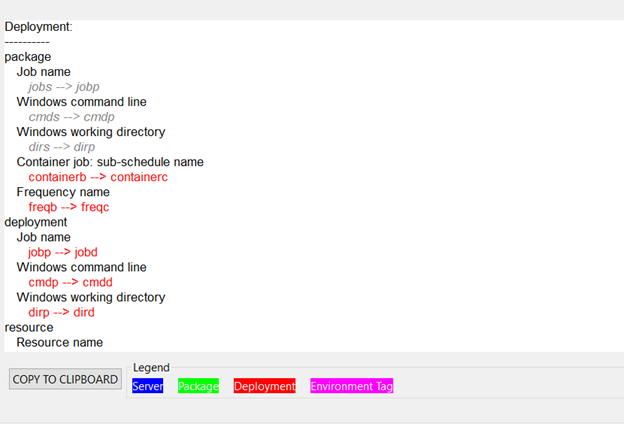 Deployment:
----------
package
Job name
jobs --> jobp
Windows command line
cmds --> cmdp
Windows working directory
dirs --> dirp
Container job: sub-schedule name
containerb --> containerc
Frequency name
freqb --> freqc
deployment
Job name
jobp --> jobd
Windows command line
cmdp --> cmdd
Windows working directory
dirp --> dird
resource
Resource name
COPY TO CLIPBOARD
Legend
Server Package Deployment Environment Tag